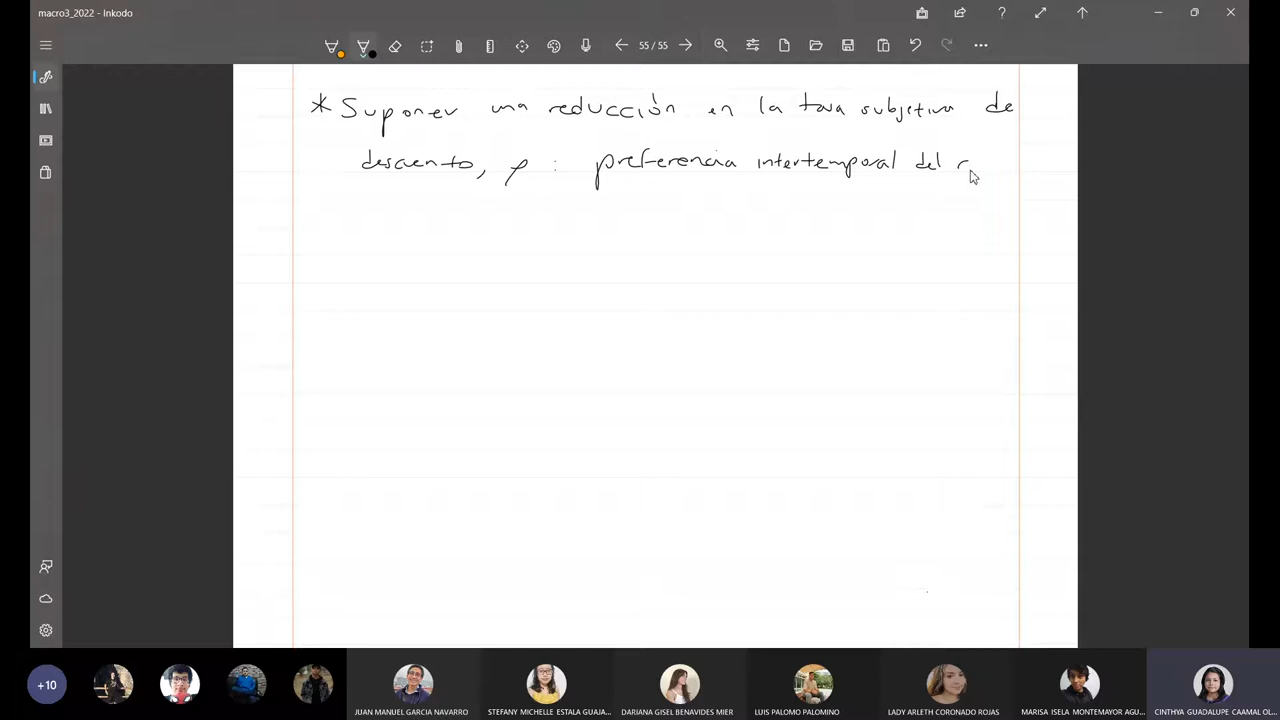 macro3_2022 - Inkodo
55 / 55
* Suponer una reducción en la tasa subjetiva de
descuento, ρ : preferencia intertemporal del c
+10
JUAN MANUEL GARCIA NAVARRO
STEFANY MICHELLE ESTALA GUAJA...
DARIANA GISEL BENAVIDES MIER
LUIS PALOMO PALOMINO
LADY ARLETH CORONADO ROJAS
MARISA ISELA MONTEMAYOR AGU...
CINTHYA GUADALUPE CAAMAL OL...